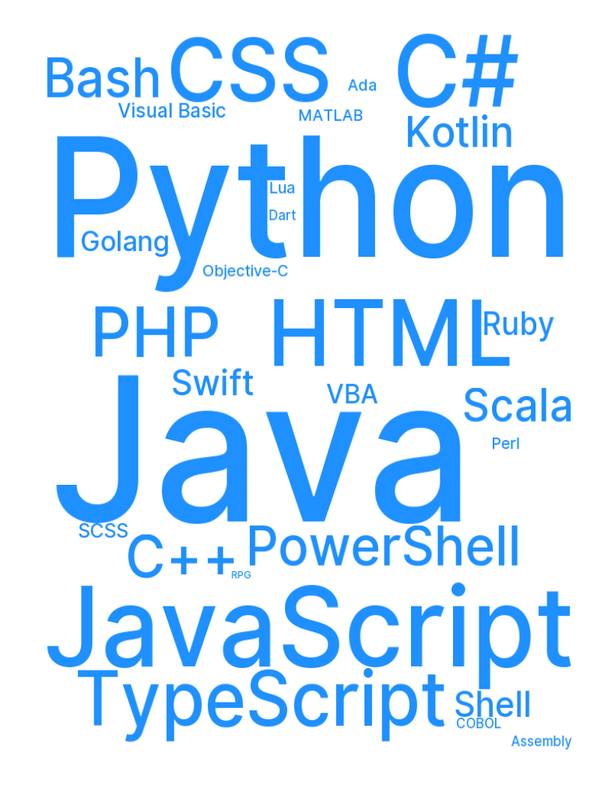 Bash
CSS
C#
Ada
Visual Basic
MATLAB
Kotlin
Python
Lua
Dart
Golang
Objective-C
PHP
HTML
Ruby
Swift
VBA
Scala
Java
Perl
SCSS
C++
PowerShell
RPG
JavaScript
TypeScript
Shell
COBOL
Assembly